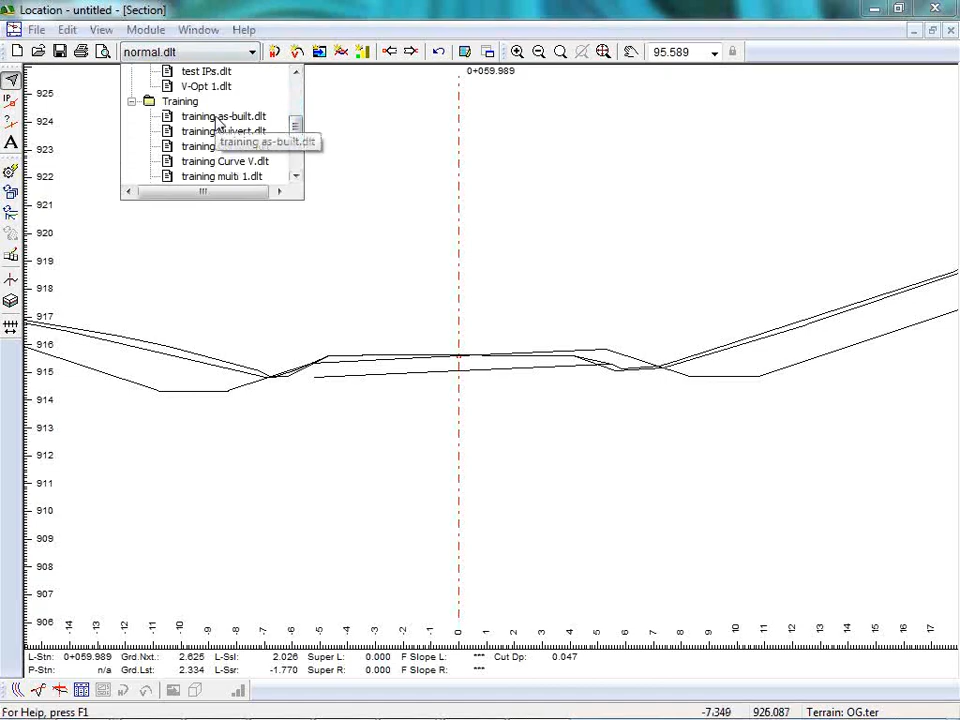 Location - untitled - [Section]
File Edit View Module Window Help
normal.dlt 95.589
test IPs.dlt
V-Opt 1.dlt
Training
training as-built.dlt
training Culvert.dlt
training as-built.dlt
training
training Curve V.dlt
training multi 1.dlt
0+059.989
925
924
923
922
921
920
919
918
917
916
915
914
913
912
911
910
909
908
907
906
-14 -13 -12 -11 -10 -9 -8 -7 -6 -5 -4 -3 -2 -1 0 1 2 3 4 5 6 7 8 9 10 11 12 13 14 15 16 17
L-Stn: 0+059.989 Grd.Nxt.: 2.625 L-Ssl: 2.026 Super L: 0.000 F Slope L: *** Cut Dp: 0.047
P-Stn: n/a Grd.Lst: 2.334 L-Ssr: -1.770 Super R: 0.000 F Slope R: ***
For Help, press F1 -7.349 926.087 Terrain: OG.ter